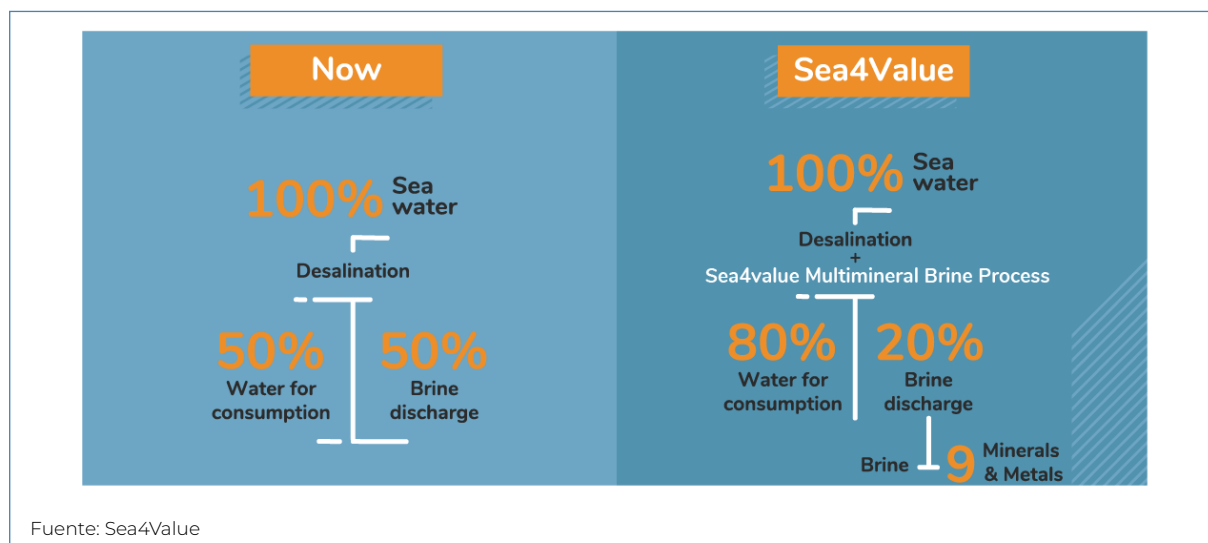 Now
100% Sea
water
Desalination
50%
Water for
consumption
50%
Brine
discharge
Sea4Value
100% Sea
water
Desalination
+
Sea4value Multimineral Brine Process
80%
Water for
consumption
20%
Brine
discharge
Brine
9 Minerals
& Metals
Fuente: Sea4Value